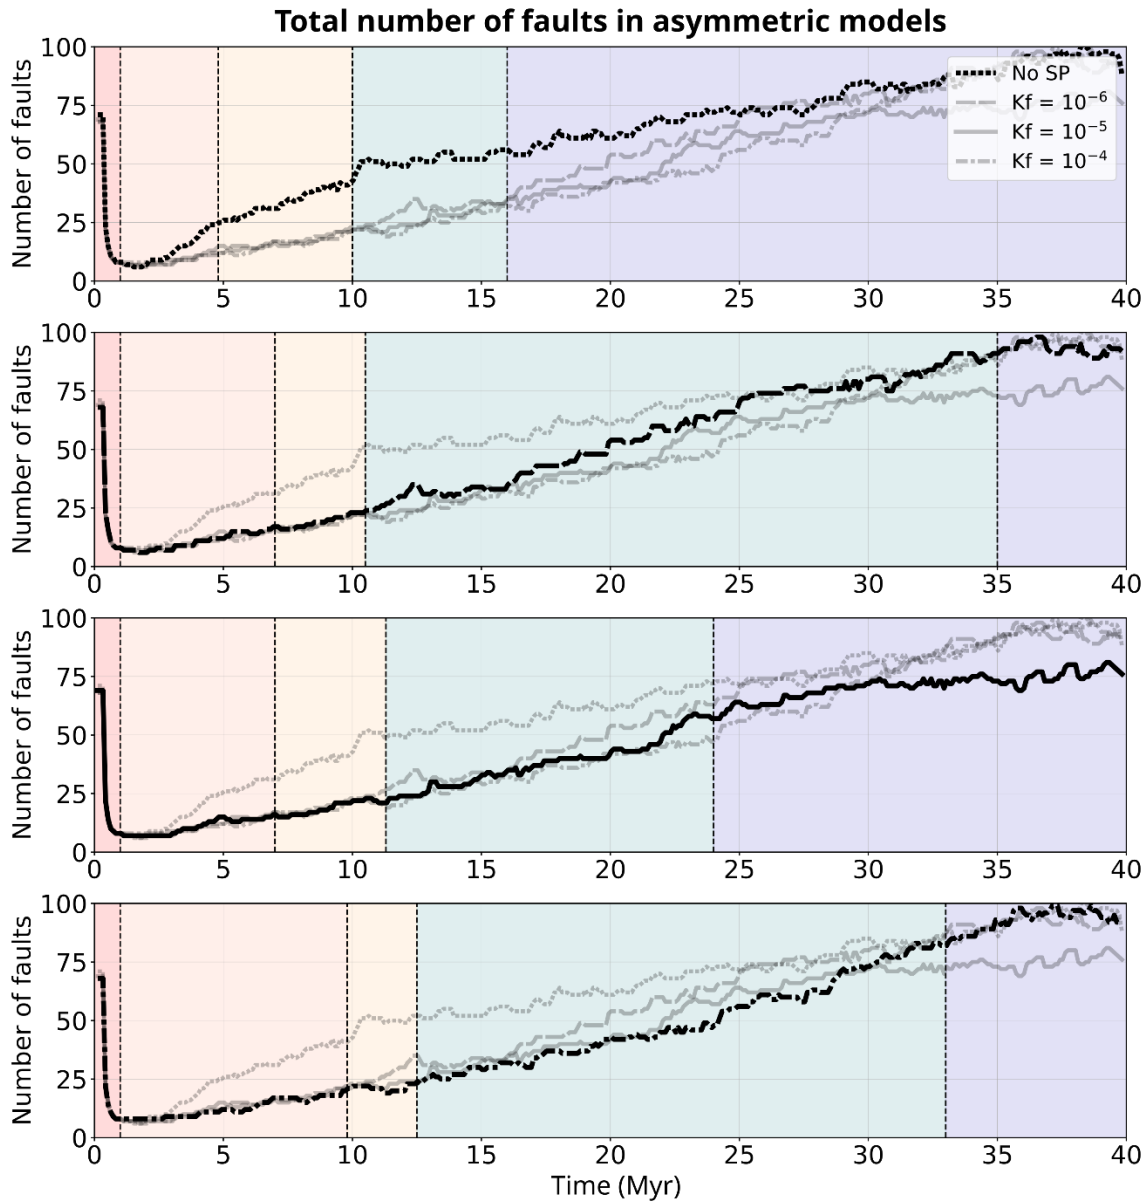 Total number of faults in asymmetric models
Number of faults
100
75
50
25
0
0 5 10 15 20 25 30 35 40
No SP
Kf = 10⁻⁶
Kf = 10⁻⁵
Kf = 10⁻⁴
Number of faults
100
75
50
25
0
0 5 10 15 20 25 30 35 40
Number of faults
100
75
50
25
0
0 5 10 15 20 25 30 35 40
Number of faults
100
75
50
25
0
0 5 10 15 20 25 30 35 40
Time (Myr)